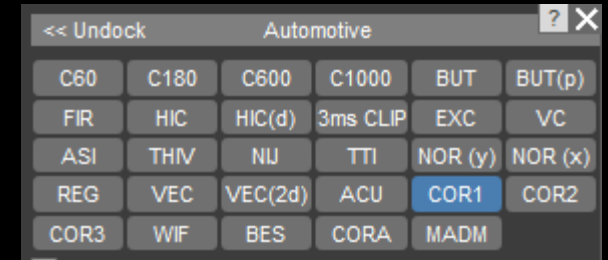 << Undock Automotive ? X
C60 C180 C600 C1000 BUT BUT(p)
FIR HIC HIC(d) 3ms CLIP EXC VC
ASI THIV NIJ TTI NOR (y) NOR (x)
REG VEC VEC(2d) ACU COR1 COR2
COR3 WIF BES CORA MADM